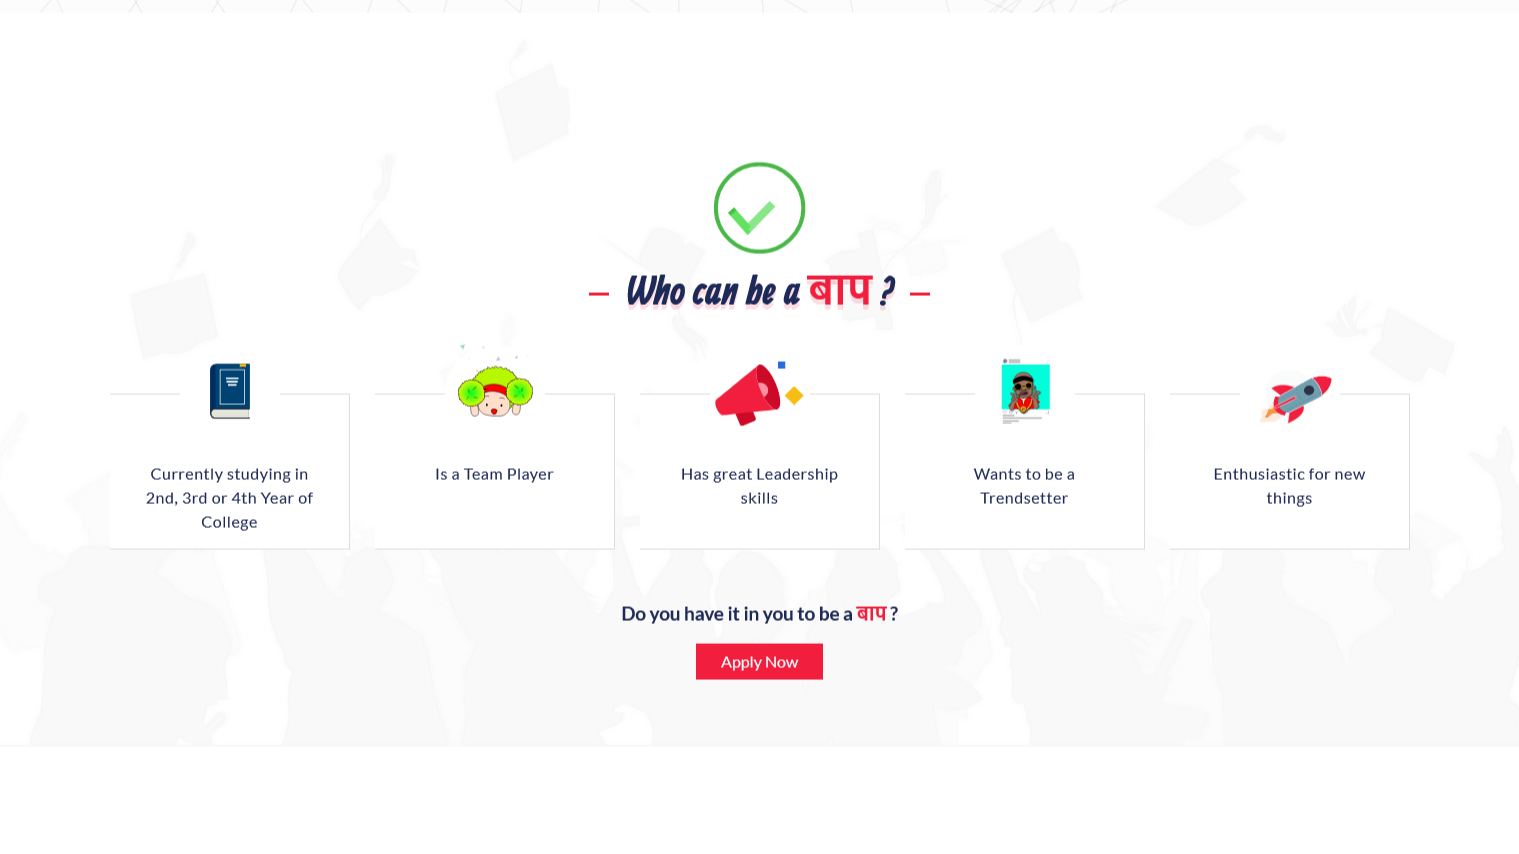 Who can be a बाप ?
Currently studying in
2nd, 3rd or 4th Year of
College
Is a Team Player
Has great Leadership
skills
Wants to be a
Trendsetter
Enthusiastic for new
things
Do you have it in you to be a बाप ?
Apply Now